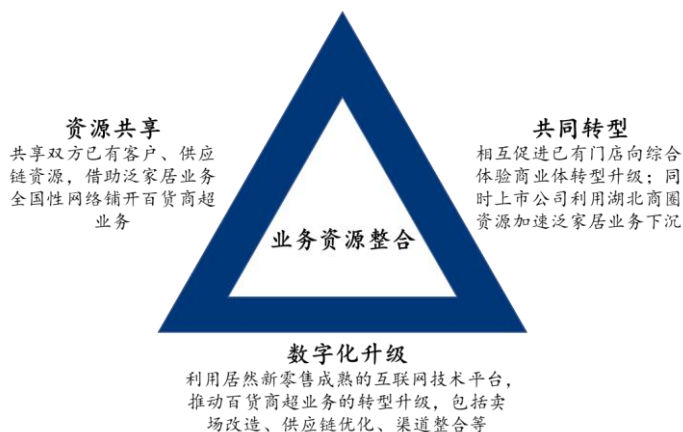 资源共享
共享双方已有客户、供应
链资源，借助泛家居业务
全国性网络铺开百货商超
业务
共同转型
相互促进已有门店向综合
体验商业体转型升级；同
时上市公司利用湖北商圈
资源加速泛家居业务下沉
业务资源整合
数字化升级
利用居然新零售成熟的互联网技术平台，
推动百货商超业务的转型升级，包括卖
场改造、供应链优化、渠道整合等